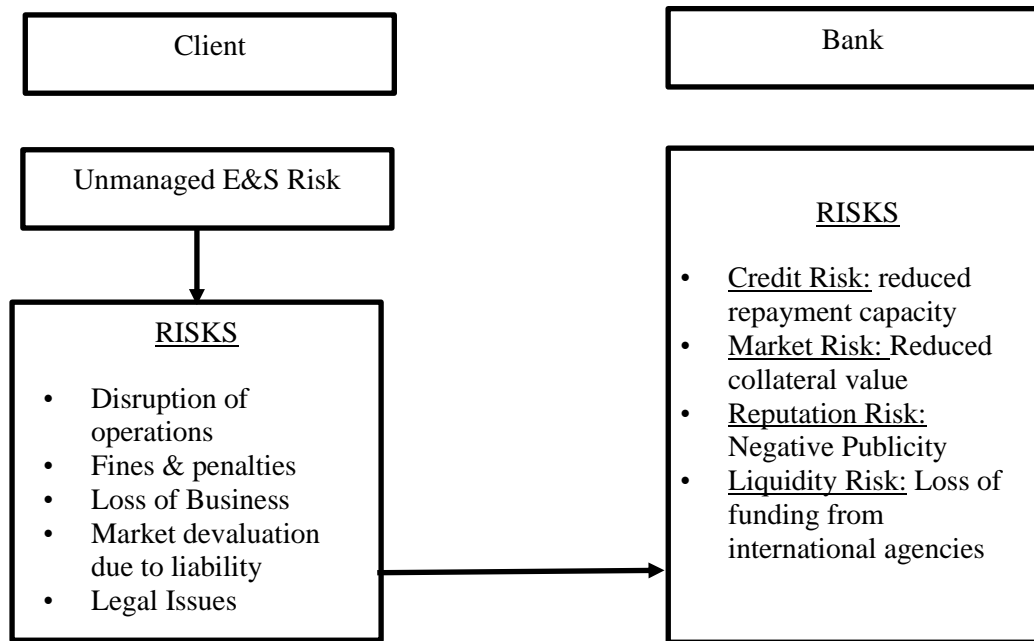 Client
Bank
Unmanaged E&S Risk
RISKS
• Disruption of
operations
• Fines & penalties
• Loss of Business
• Market devaluation
due to liability
• Legal Issues
RISKS
• Credit Risk: reduced
repayment capacity
• Market Risk: Reduced
collateral value
• Reputation Risk:
Negative Publicity
• Liquidity Risk: Loss of
funding from
international agencies